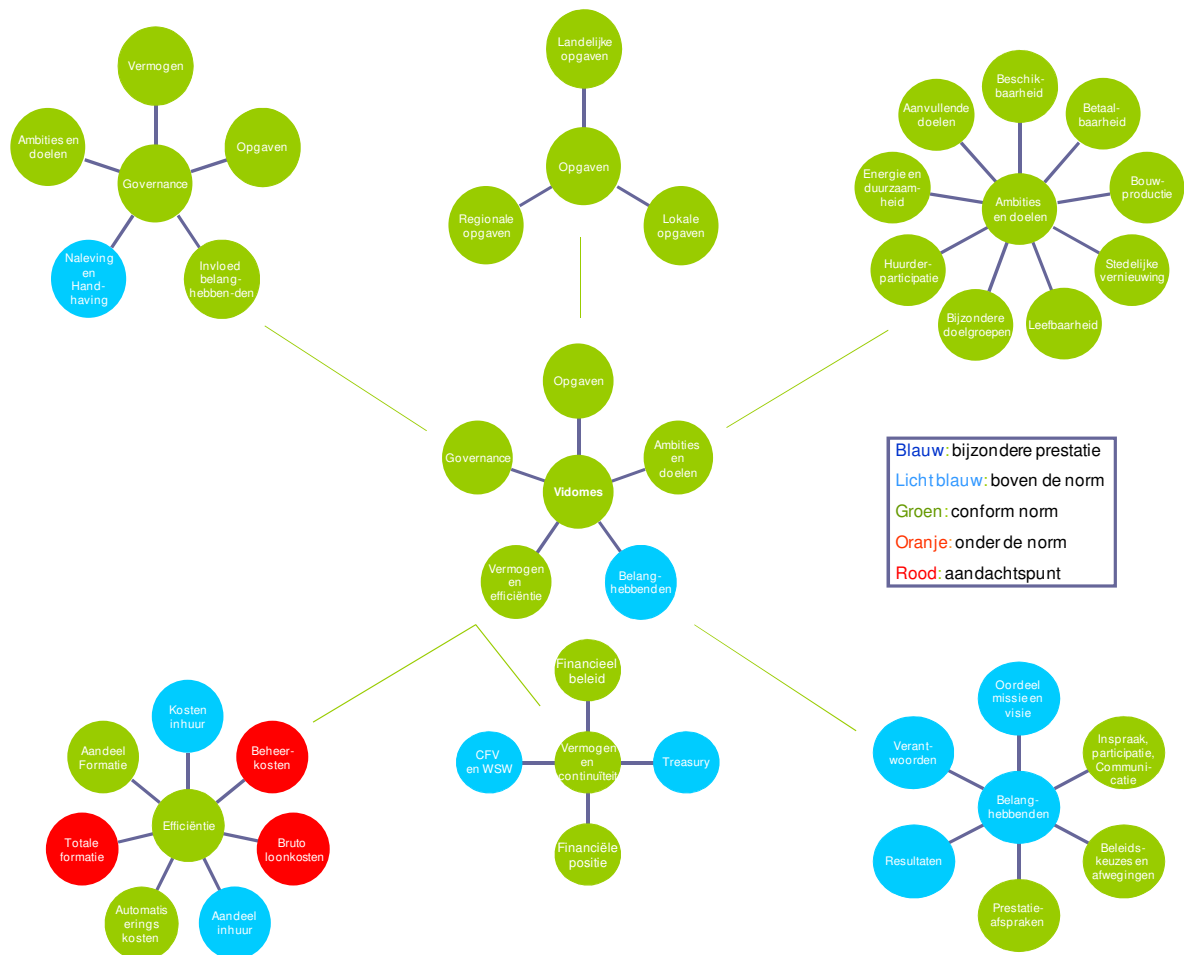 Vermogen
Ambities en
doelen
Opgaven
Governance
Naleving
en
Hand-
having
Invloed
belang-
hebben-den
Landelijke
opgaven
Opgaven
Regionale
opgaven
Lokale
opgaven
Beschik-
baarheid
Aanvullende
doelen
Betaal-
baarheid
Energie en
duurzaam-
heid
Bouw-
productie
Ambities
en doelen
Huurder-
participatie
Stedelijke
vernieuwing
Bijzondere
doelgroepen
Leefbaarheid
Opgaven
Governance
Ambities
en
doelen
Vidomes
Vermogen
en
efficiëntie
Belang-
hebbenden
Blauw: bijzondere prestatie
Licht blauw: boven de norm
Groen: conform norm
Oranje: onder de norm
Rood: aandachtspunt
Kosten
inhuur
Aandeel
Formatie
Beheer-
kosten
Efficiëntie
Totale
formatie
Bruto
loonkosten
Automatis
erings
kosten
Aandeel
inhuur
Financieel
beleid
CFV
en WSW
Vermogen
en
continuïteit
Treasury
Financiële
positie
Oordeel
missie en
visie
Verant-
woorden
Inspraak,
participatie,
Communi-
catie
Belang-
hebbenden
Resultaten
Beleids-
keuzes en
afwegingen
Prestatie-
afspraken